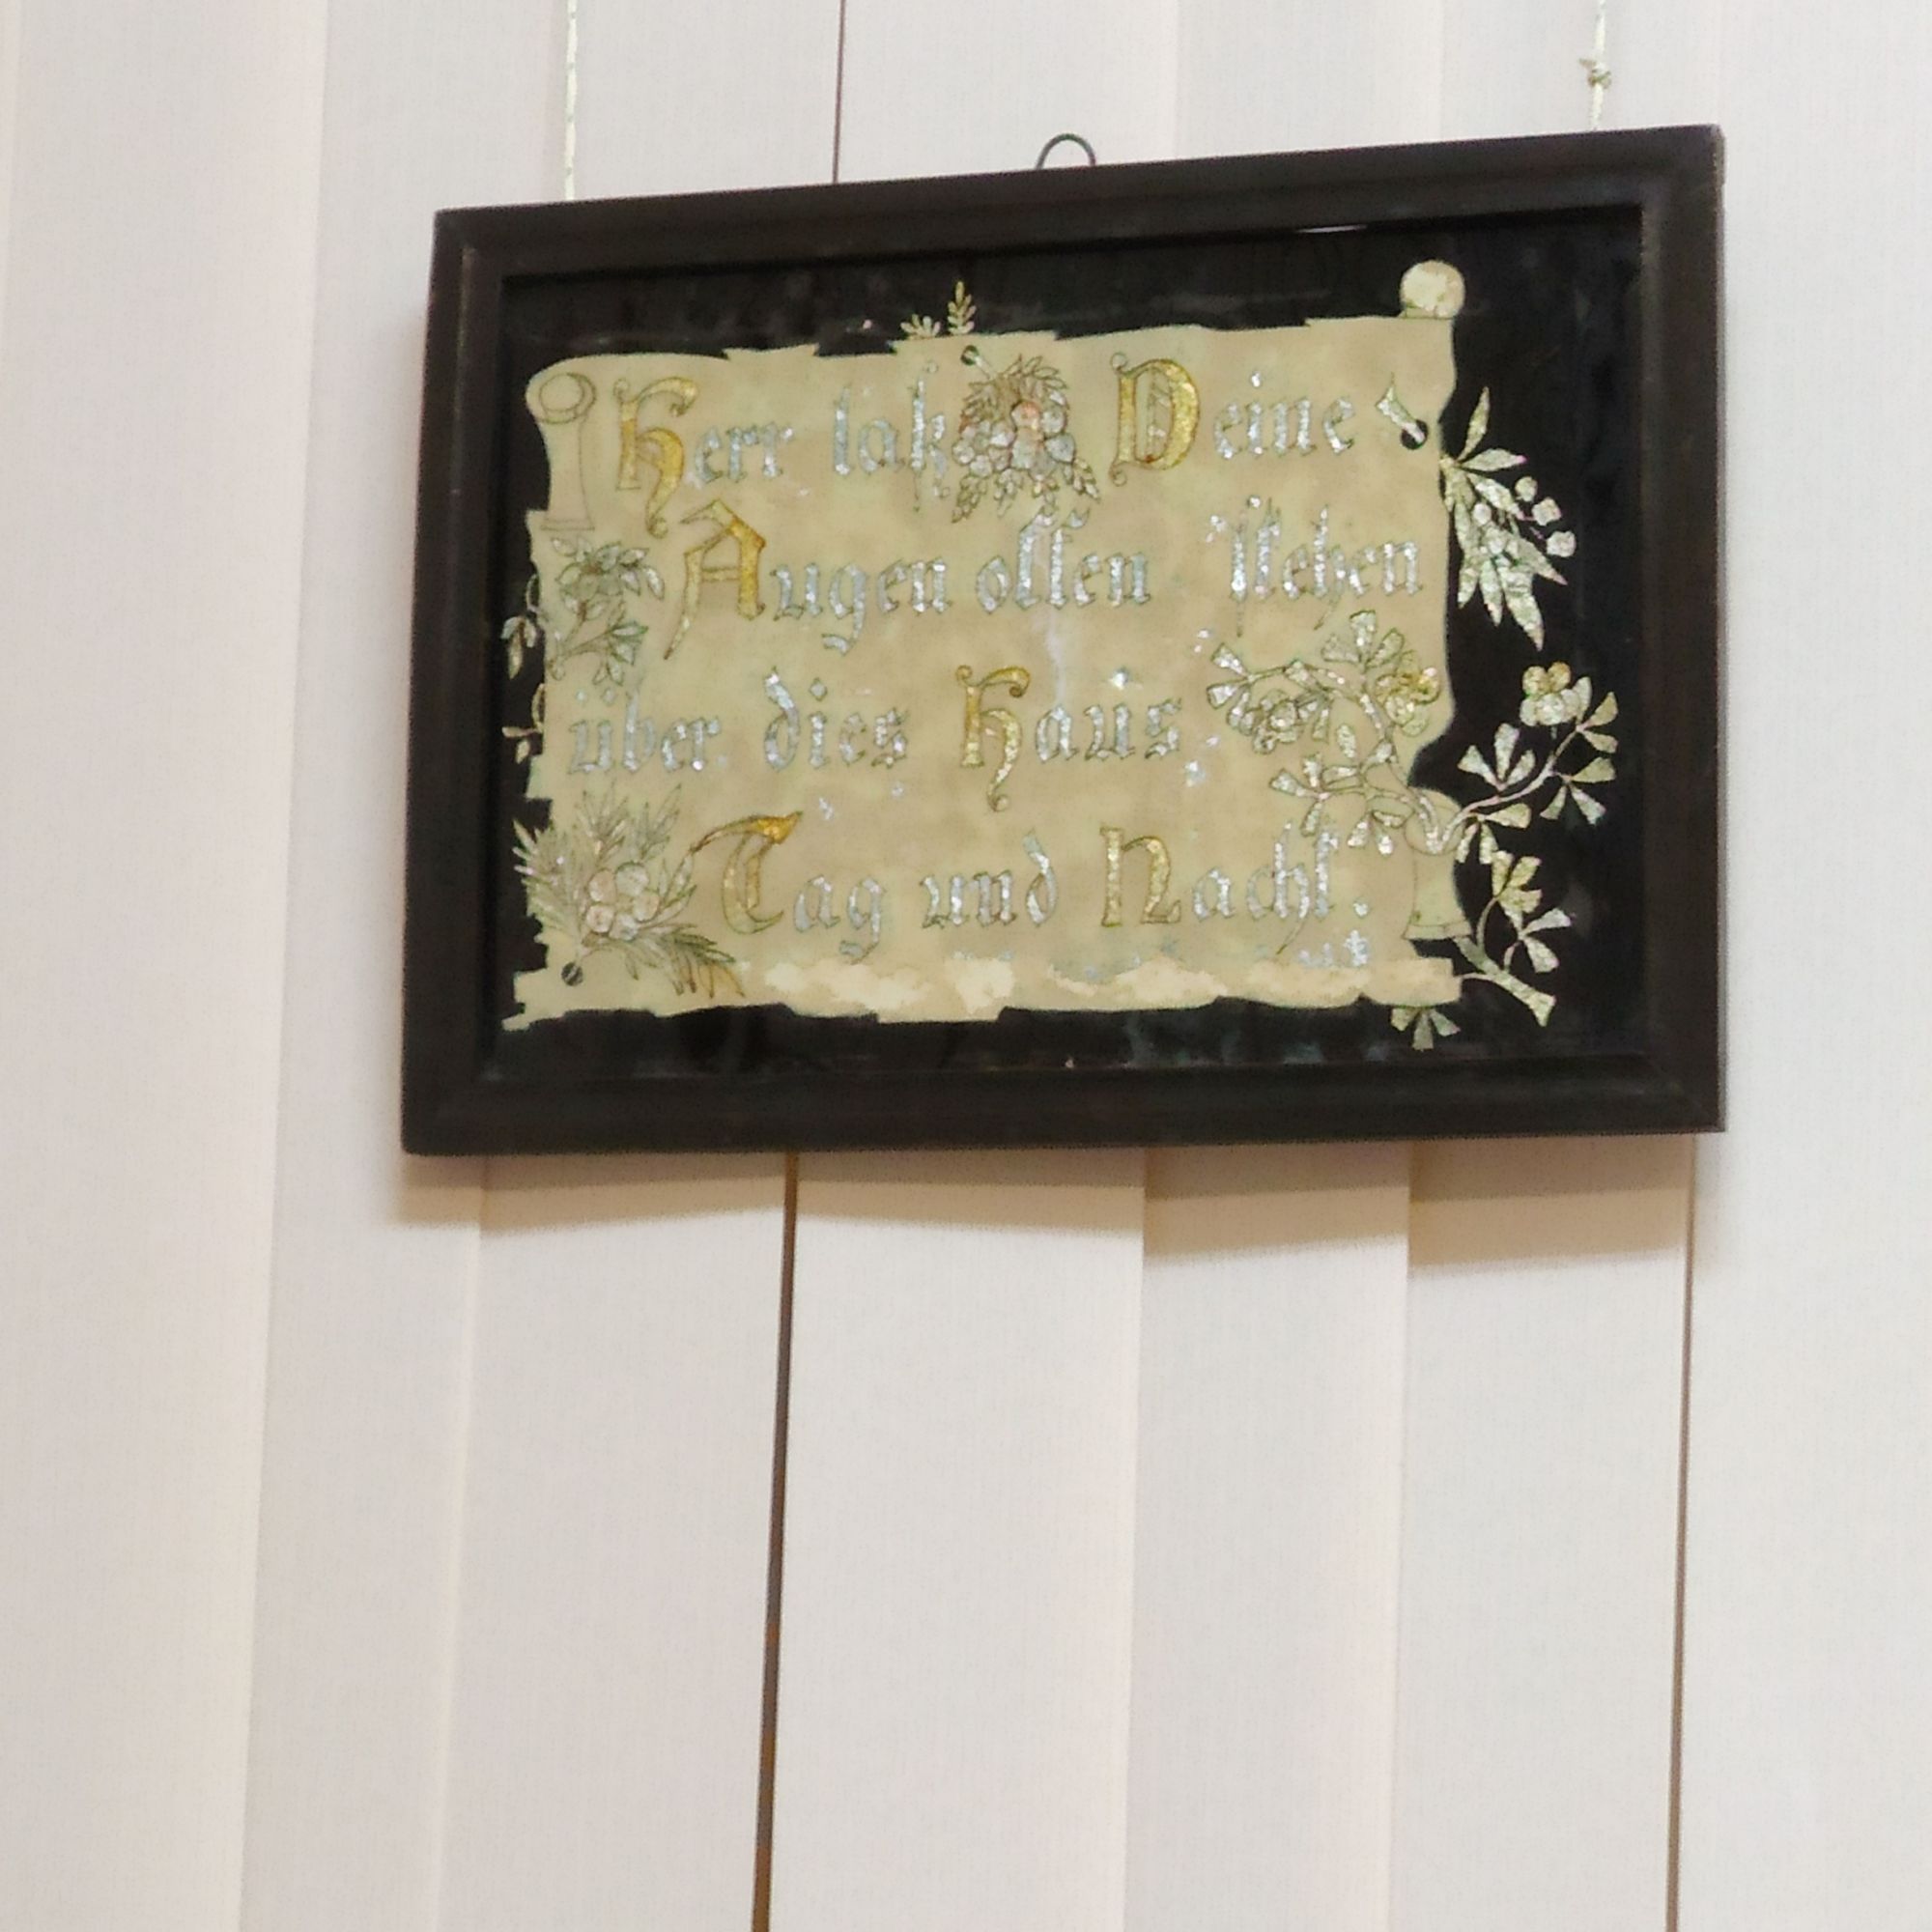 Herr laß Deine
Augen offen stehen
über dies Haus
Tag und Nacht.